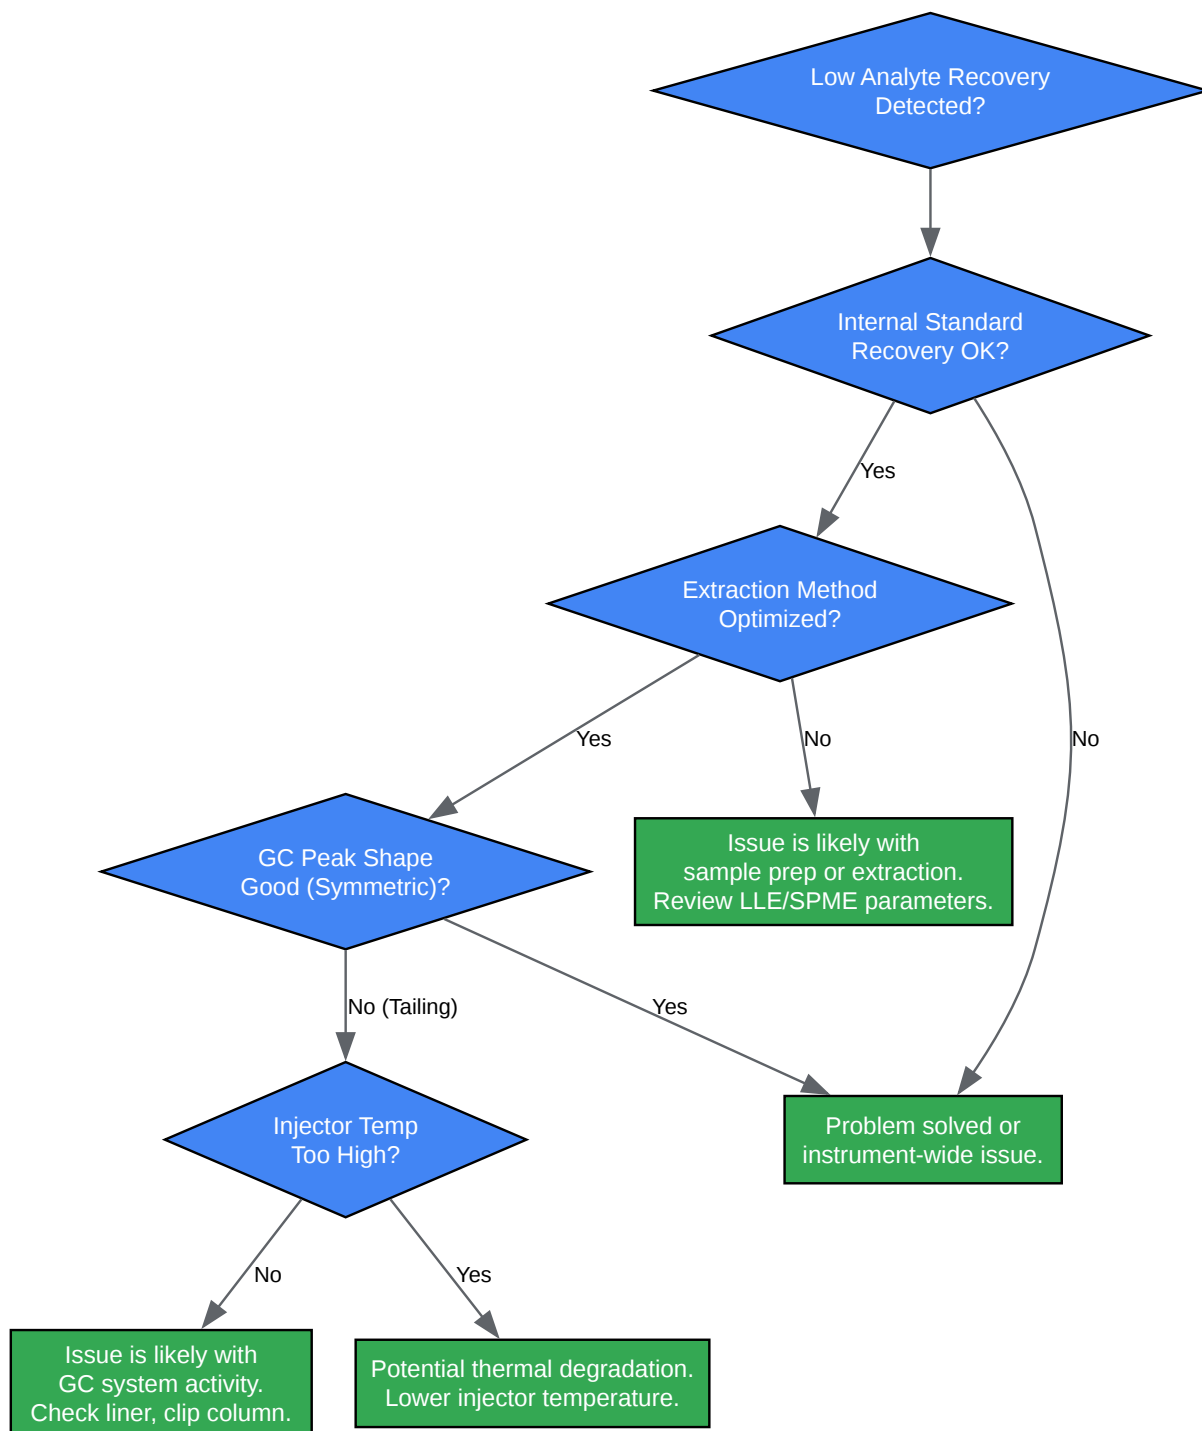 Low Analyte Recovery
Detected?
Internal Standard
Recovery OK?
Yes
Extraction Method
Optimized?
Yes
No
No
GC Peak Shape
Good (Symmetric)?
Issue is likely with
sample prep or extraction.
Review LLE/SPME parameters.
No (Tailing)
Yes
Injector Temp
Too High?
Problem solved or
instrument-wide issue.
No
Yes
Issue is likely with
GC system activity.
Check liner, clip column.
Potential thermal degradation.
Lower injector temperature.